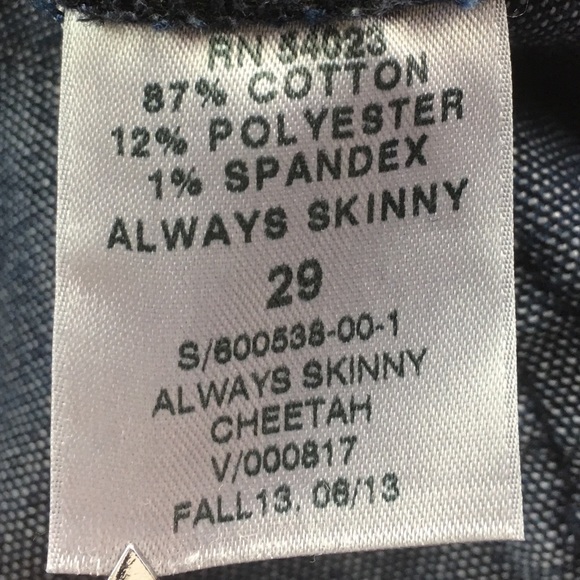 RN 54023
87% COTTON
12% POLYESTER
1% SPANDEX
ALWAYS SKINNY
29
S/600538-00-1
ALWAYS SKINNY
CHEETAH
V/000817
FALL13. 06/13